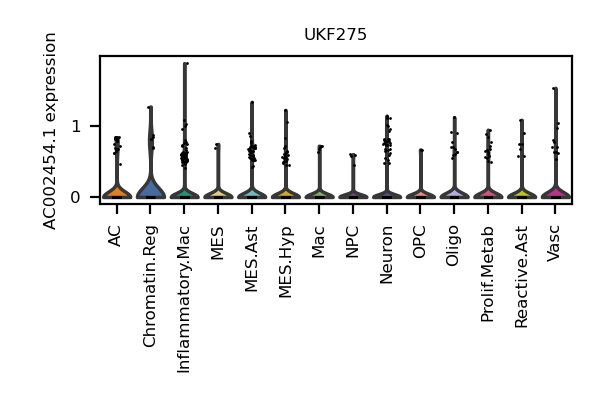 UKF275
AC002454.1 expression
1
0
AC
Chromatin.Reg
Inflammatory.Mac
MES
MES.Ast
MES.Hyp
Mac
NPC
Neuron
OPC
Oligo
Prolif.Metab
Reactive.Ast
Vasc